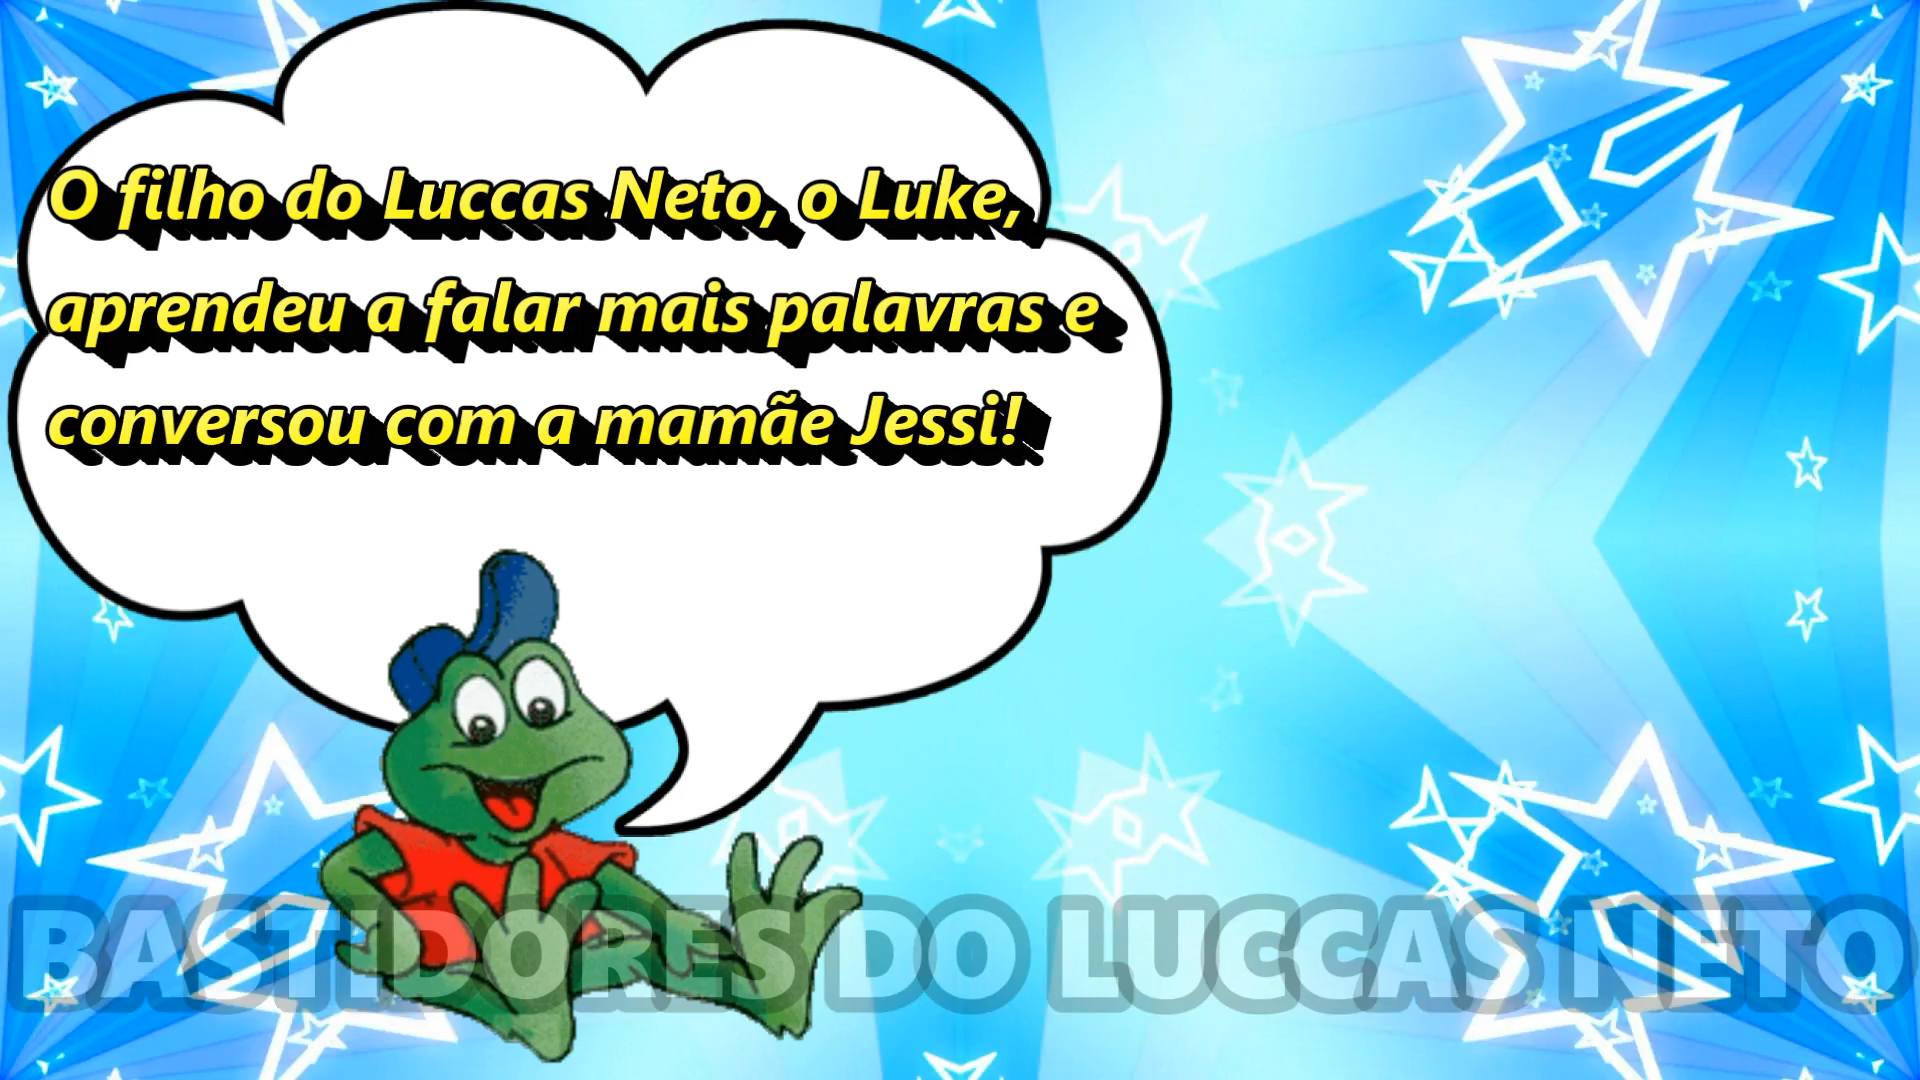 O filho do Luccas Neto, o Luke,
aprendeu a falar mais palavras e
conversou com a mamãe Jessi!
BASTIDORES DO LUCCAS NETO